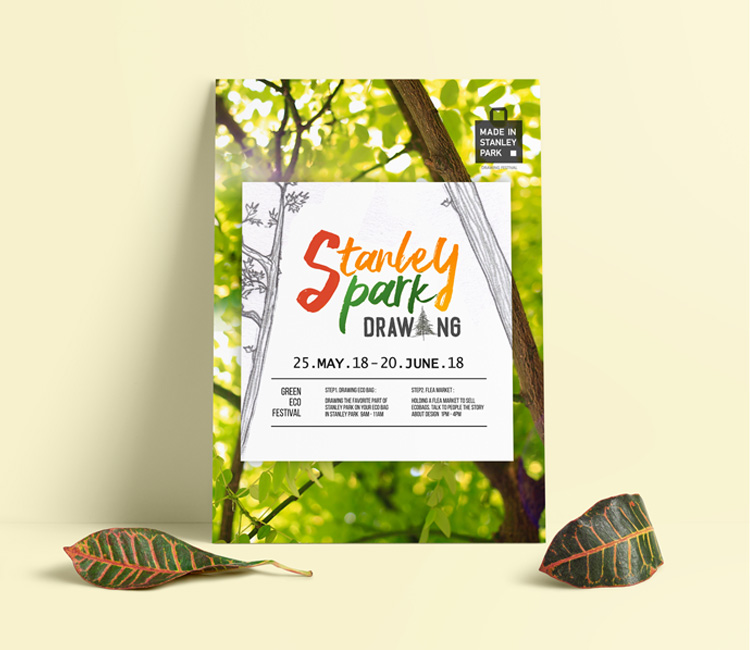 MADE IN
STANLEY
PARK
DRAWING_FESTIVAL
Stanley
park
DRAWING
25.MAY.18-20.JUNE.18
GREEN
ECO
FESTIVAL
STEP1. DRAWING ECO BAG :
DRAWING THE FAVORITE PART OF
STANLEY PARK ON YOUR ECO BAG
IN STANLEY PARK 9AM - 11AM
STEP2. FLEA MARKET :
HOLDING A FLEA MARKET TO SELL
ECOBAGS. TALK TO PEOPLE THE STORY
ABOUT DESIGN 1PM - 4PM